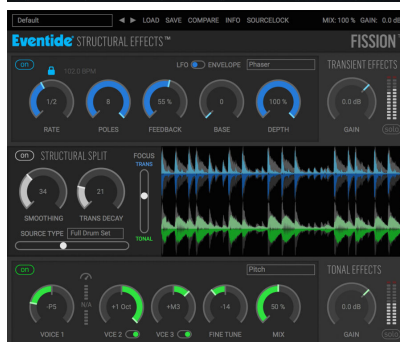 Default ◀ ▶ LOAD SAVE COMPARE INFO SOURCELOCK MIX: 100 % GAIN: 0.0 dB
Eventide® STRUCTURAL EFFECTS™ FISSION™
on LFO ENVELOPE Phaser TRANSIENT EFFECTS
102.0 BPM
1/2 8 55 % 0 100 % 0.0 dB
RATE POLES FEEDBACK BASE DEPTH GAIN solo
on STRUCTURAL SPLIT FOCUS
TRANS
34 21
SMOOTHING TRANS DECAY
SOURCE TYPE Full Drum Set
TONAL
on Pitch TONAL EFFECTS
-P5 N/A +1 Oct +M3 -14 50 % 0.0 dB
VOICE 1 VCE 2 VCE 3 FINE TUNE MIX GAIN solo